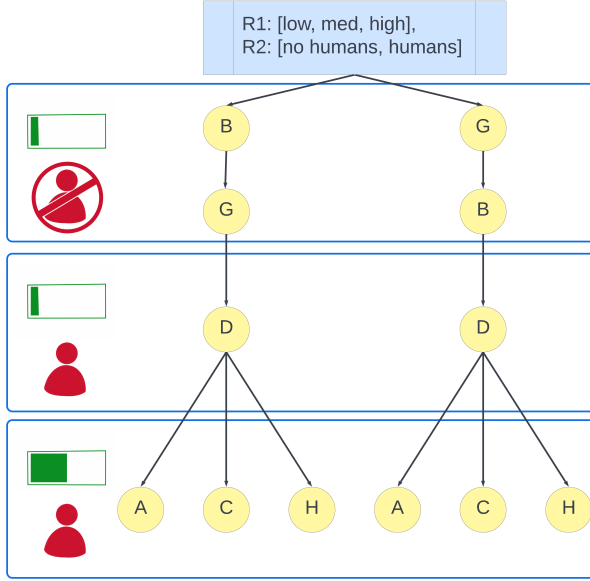 R1: [low, med, high],
R2: [no humans, humans]
B G
G B
D D
A C H A C H